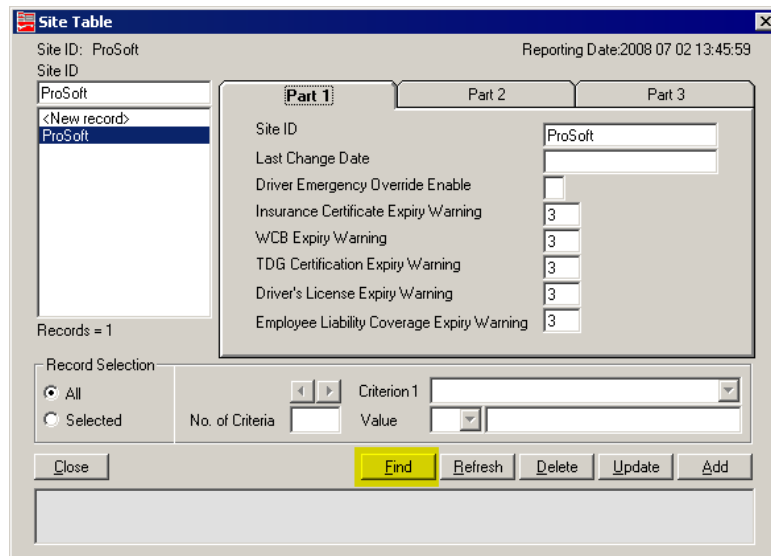 Site Table
Site ID: ProSoft
Reporting Date:2008 07 02 13:45:59
Site ID
ProSoft
<New record>
ProSoft
Records = 1
Part 1
Part 2
Part 3
Site ID
ProSoft
Last Change Date
Driver Emergency Override Enable
Insurance Certificate Expiry Warning
3
WCB Expiry Warning
3
TDG Certification Expiry Warning
3
Driver's License Expiry Warning
3
Employee Liability Coverage Expiry Warning
3
Record Selection
All
Selected
No. of Criteria
Criterion 1
Value
Close
Find
Refresh
Delete
Update
Add